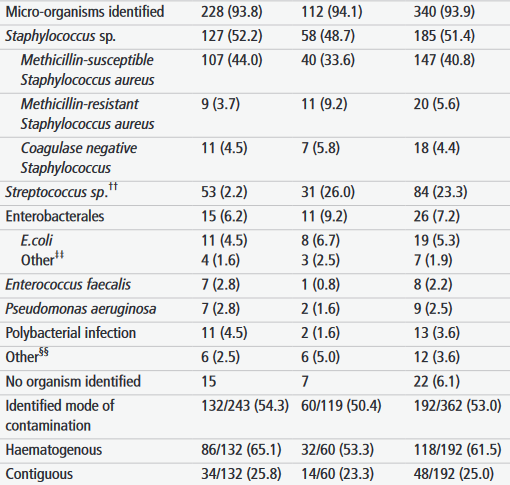 Micro-organisms identified 228 (93.8) 112 (94.1) 340 (93.9)
Staphylococcus sp. 127 (52.2) 58 (48.7) 185 (51.4)
Methicillin-susceptible 107 (44.0) 40 (33.6) 147 (40.8)
Staphylococcus aureus
Methicillin-resistant 9 (3.7) 11 (9.2) 20 (5.6)
Staphylococcus aureus
Coagulase negative 11 (4.5) 7 (5.8) 18 (4.4)
Staphylococcus
Streptococcus sp.†† 53 (2.2) 31 (26.0) 84 (23.3)
Enterobacterales 15 (6.2) 11 (9.2) 26 (7.2)
E.coli 11 (4.5) 8 (6.7) 19 (5.3)
Other‡‡ 4 (1.6) 3 (2.5) 7 (1.9)
Enterococcus faecalis 7 (2.8) 1 (0.8) 8 (2.2)
Pseudomonas aeruginosa 7 (2.8) 2 (1.6) 9 (2.5)
Polybacterial infection 11 (4.5) 2 (1.6) 13 (3.6)
Other§§ 6 (2.5) 6 (5.0) 12 (3.6)
No organism identified 15 7 22 (6.1)
Identified mode of 132/243 (54.3) 60/119 (50.4) 192/362 (53.0)
contamination
Haematogenous 86/132 (65.1) 32/60 (53.3) 118/192 (61.5)
Contiguous 34/132 (25.8) 14/60 (23.3) 48/192 (25.0)